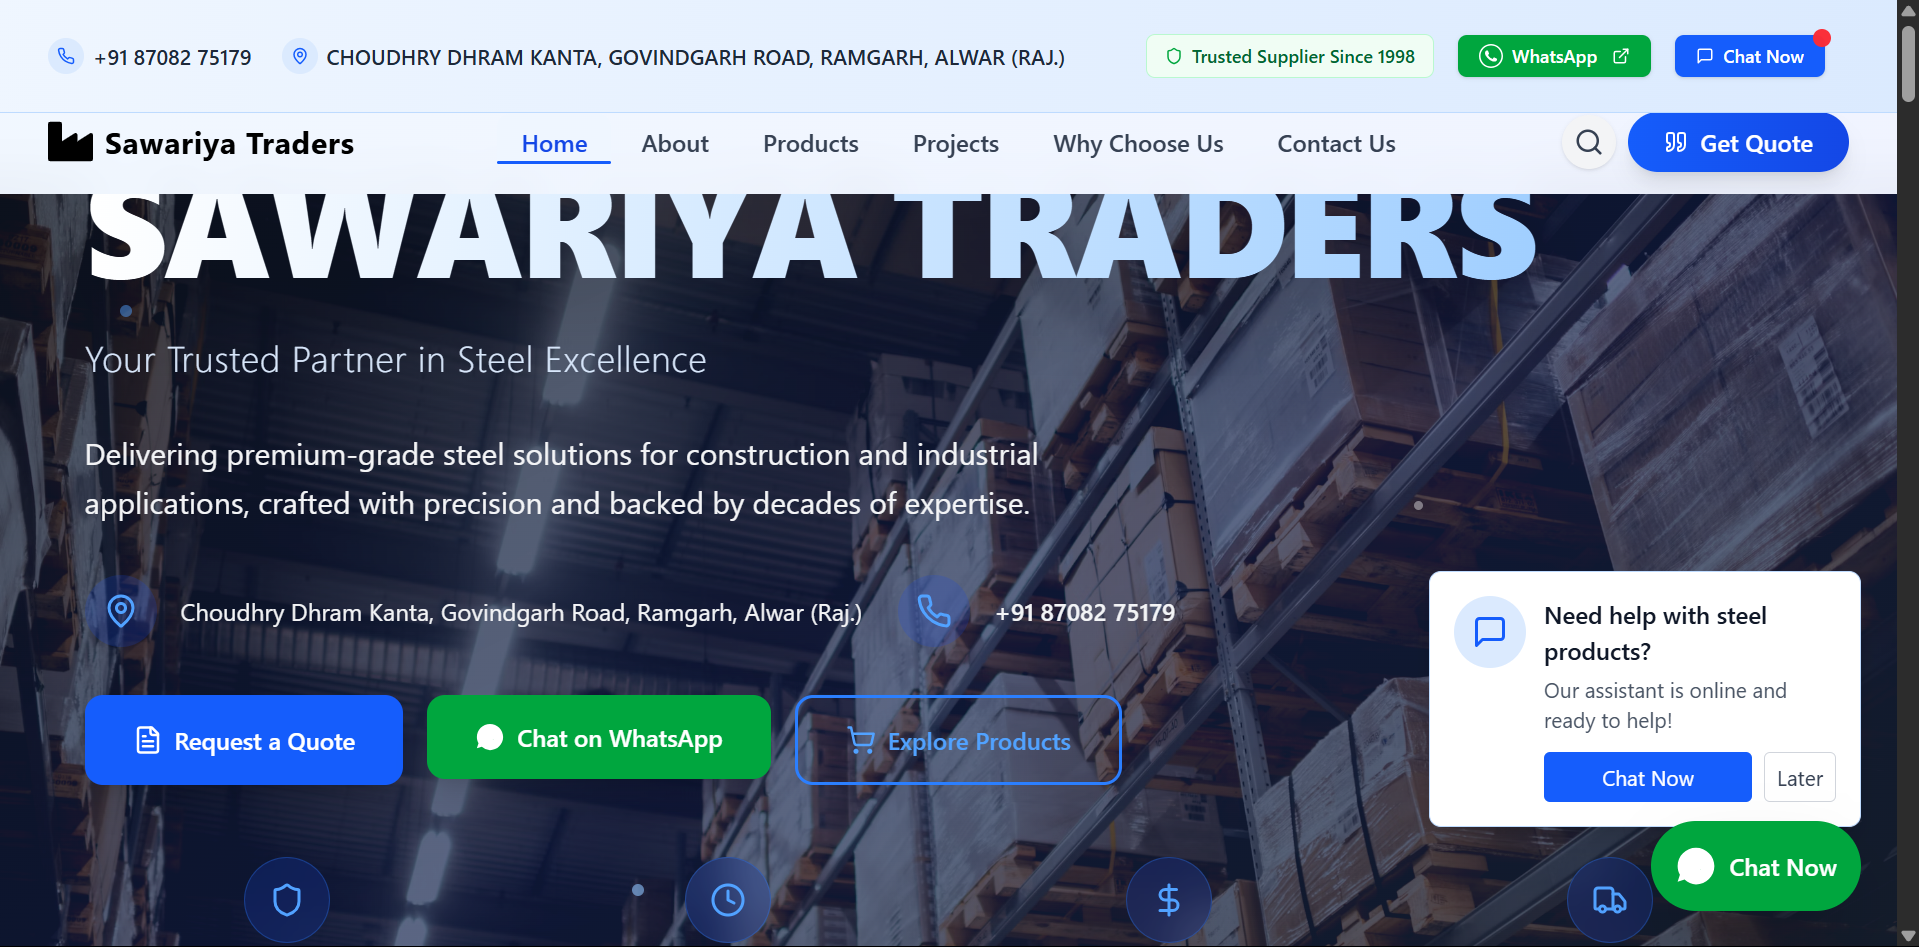 +91 87082 75179
CHOUDHRY DHRAM KANTA, GOVINDGARH ROAD, RAMGARH, ALWAR (RAJ.)
Trusted Supplier Since 1998
WhatsApp
Chat Now
Sawariya Traders
Home
About
Products
Projects
Why Choose Us
Contact Us
Get Quote
SAWARIYA TRADERS
Your Trusted Partner in Steel Excellence
Delivering premium-grade steel solutions for construction and industrial
applications, crafted with precision and backed by decades of expertise.
Choudhry Dhram Kanta, Govindgarh Road, Ramgarh, Alwar (Raj.)
+91 87082 75179
Request a Quote
Chat on WhatsApp
Explore Products
Need help with steel
products?
Our assistant is online and
ready to help!
Chat Now
Later
Chat Now